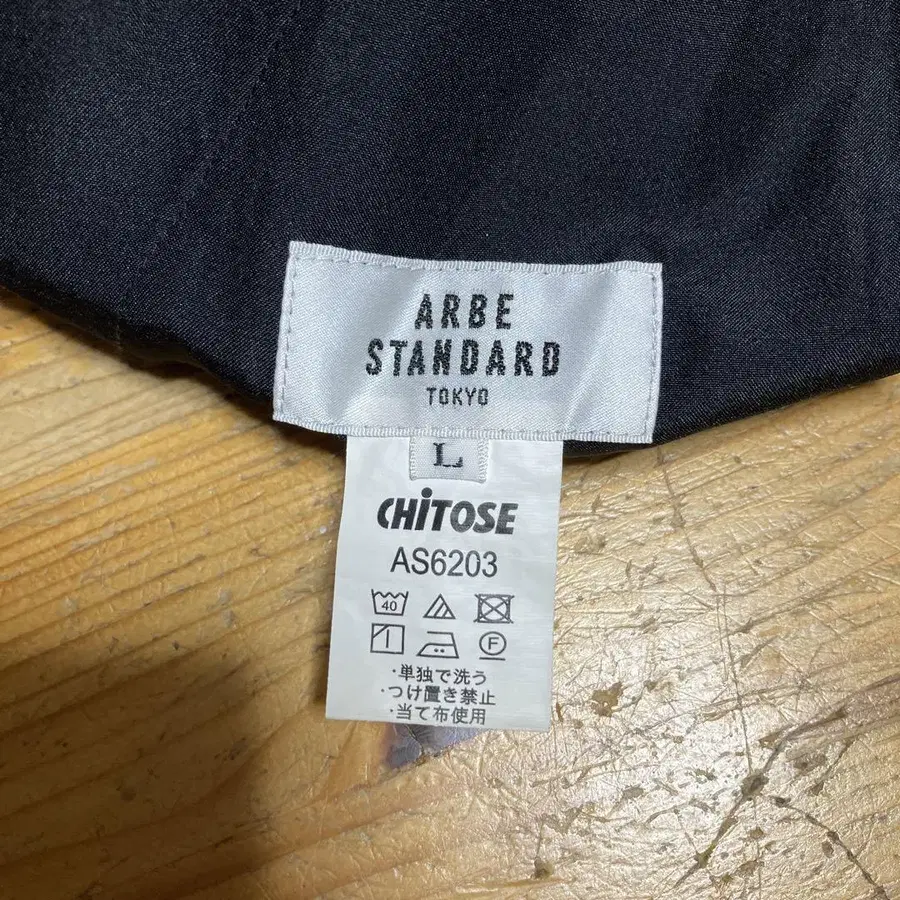 ARBE
STANDARD
TOKYO
L
CHiTOSE
AS6203
40
F
・単独で洗う
・つけ置き禁止
・当て布使用